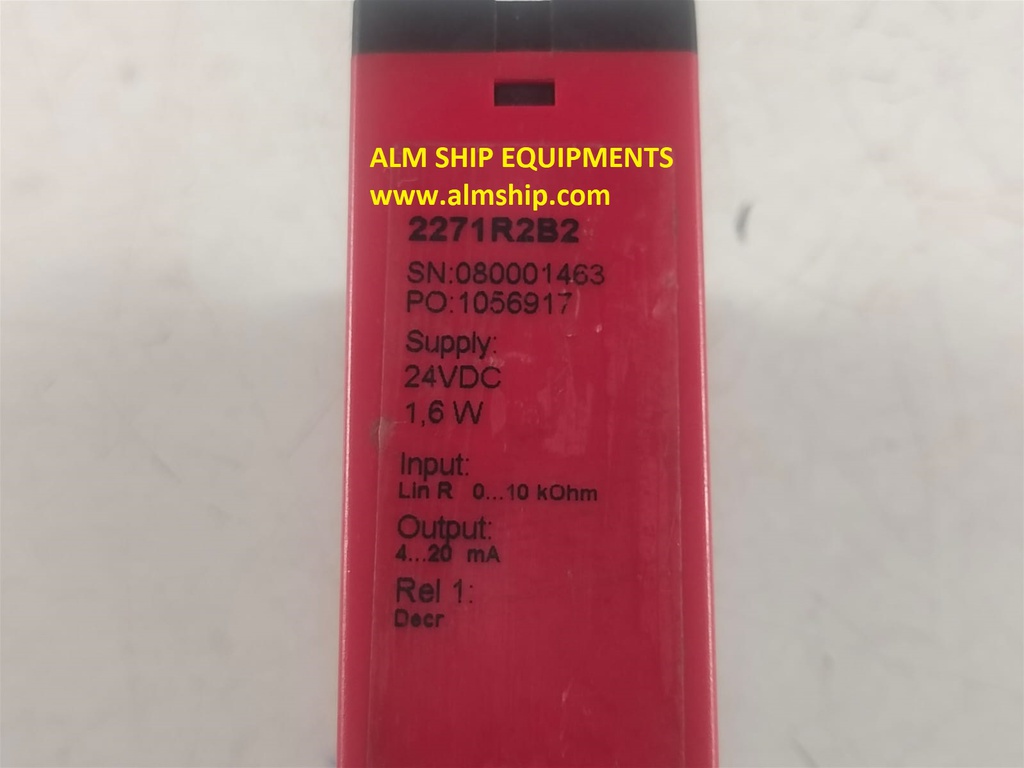 ALM SHIP EQUIPMENTS
www.almship.com
2271R2B2
SN:080001463
PO:1056917
Supply:
24VDC
1,6 W
Input:
Lin R 0...10 kOhm
Output:
4...20 mA
Rel 1:
Decr